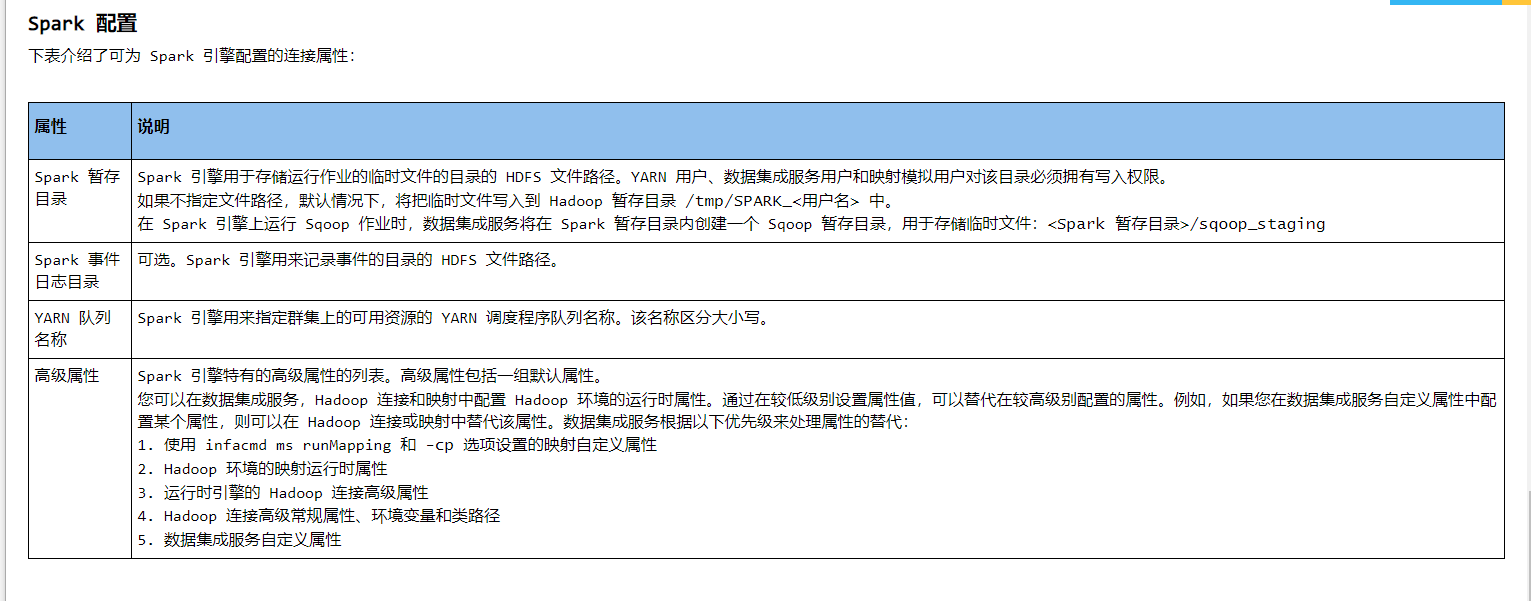 Spark 配置
下表介绍了可为 Spark 引擎配置的连接属性：
属性
说明
Spark 暂存
目录
Spark 引擎用于存储运行作业的临时文件的目录的 HDFS 文件路径。YARN 用户、数据集成服务用户和映射模拟用户对该目录必须拥有写入权限。
如果不指定文件路径，默认情况下，将把临时文件写入到 Hadoop 暂存目录 /tmp/SPARK_<用户名> 中。
在 Spark 引擎上运行 Sqoop 作业时，数据集成服务将在 Spark 暂存目录内创建一个 Sqoop 暂存目录，用于存储临时文件：<Spark 暂存目录>/sqoop_staging
Spark 事件
日志目录
可选。Spark 引擎用来记录事件的目录的 HDFS 文件路径。
YARN 队列
名称
Spark 引擎用来指定群集上的可用资源的 YARN 调度程序队列名称。该名称区分大小写。
高级属性
Spark 引擎特有的高级属性的列表。高级属性包括一组默认属性。
您可以在数据集成服务，Hadoop 连接和映射中配置 Hadoop 环境的运行时属性。通过在较低级别设置属性值，可以替代在较高级别配置的属性。例如，如果您在数据集成服务自定义属性中配
置某个属性，则可以在 Hadoop 连接或映射中替代该属性。数据集成服务根据以下优先级来处理属性的替代：
1. 使用 infacmd ms runMapping 和 -cp 选项设置的映射自定义属性
2. Hadoop 环境的映射运行时属性
3. 运行时引擎的 Hadoop 连接高级属性
4. Hadoop 连接高级常规属性、环境变量和类路径
5. 数据集成服务自定义属性